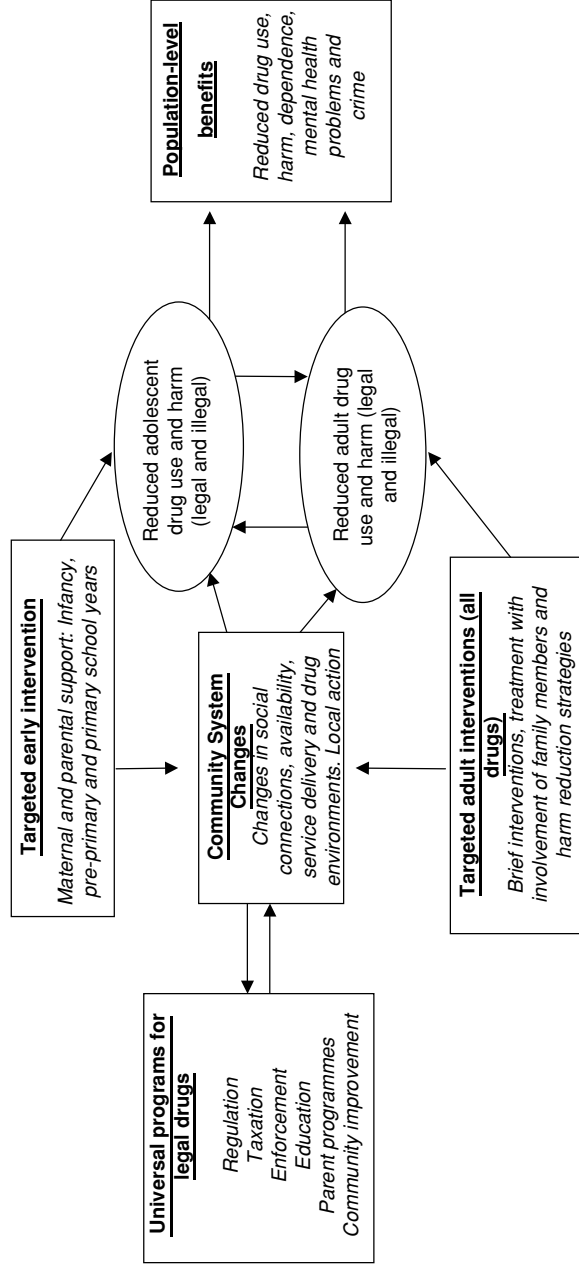 Universal programs for
legal drugs
Regulation
Taxation
Enforcement
Education
Parent programmes
Community improvement
Targeted early intervention
Maternal and parental support: Infancy,
pre-primary and primary school years
Community System
Changes
Changes in social
connections, availability,
service delivery and drug
environments. Local action
Targeted adult interventions (all
drugs)
Brief interventions, treatment with
involvement of family members and
harm reduction strategies
Reduced adolescent
drug use and harm
(legal and illegal)
Reduced adult drug
use and harm (legal
and illegal)
Population-level
benefits
Reduced drug use,
harm, dependence,
mental health
problems and
crime